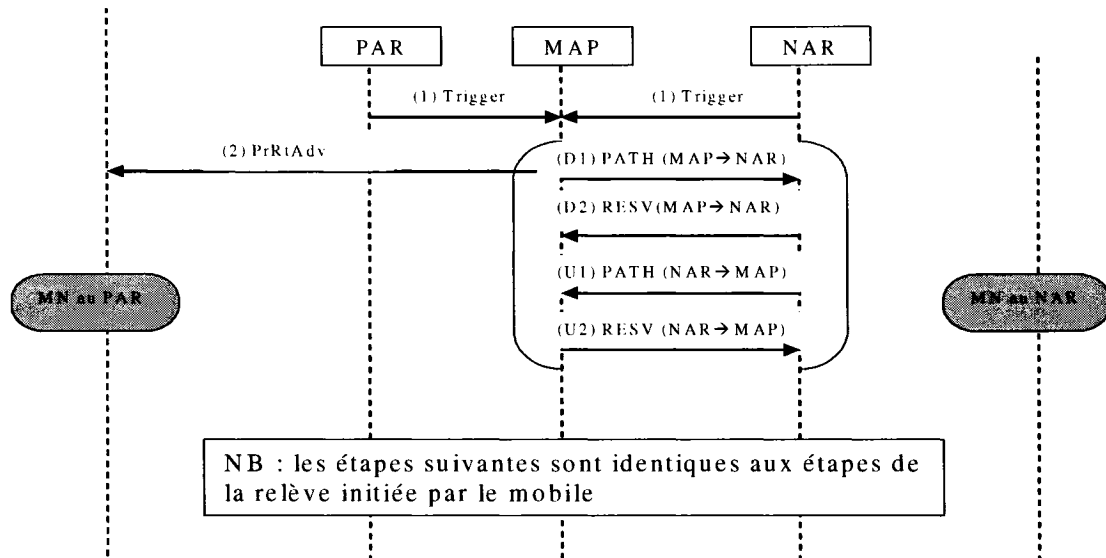 PAR
MAP
NAR
(1) Trigger
(1) Trigger
(2) PrRtAdv
(D1) PATH (MAP→NAR)
(D2) RESV(MAP→NAR)
(U1) PATH (NAR→MAP)
(U2) RESV (NAR→MAP)
MN au PAR
MN au NAR
NB : les étapes suivantes sont identiques aux étapes de
la relève initiée par le mobile